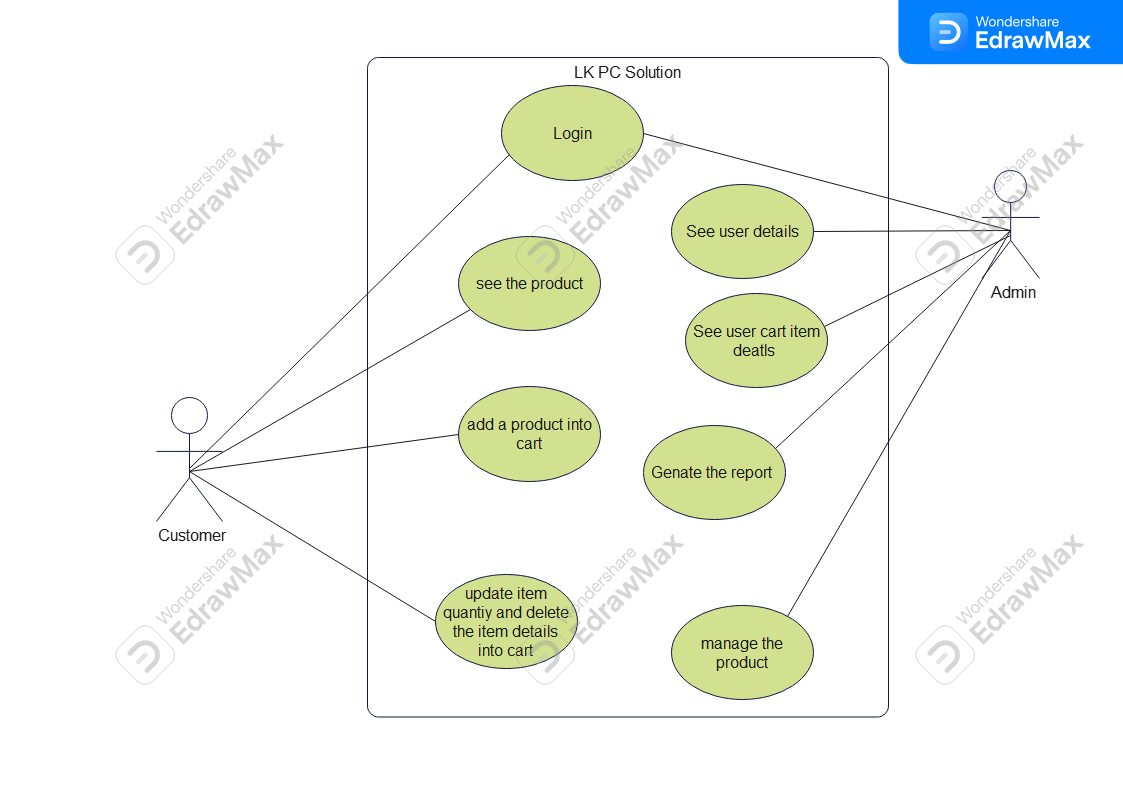 Wondershare
EdrawMax
LK PC Solution
Login
See user details
see the product
See user cart item
deatls
Admin
add a product into
cart
Genate the report
Customer
update item
quantiy and delete
the item details
into cart
manage the
product
Wondershare
EdrawMax
Wondershare
EdrawMax
Wondershare
EdrawMax
Wondershare
EdrawMax
Wondershare
EdrawMax
Wondershare
EdrawMax